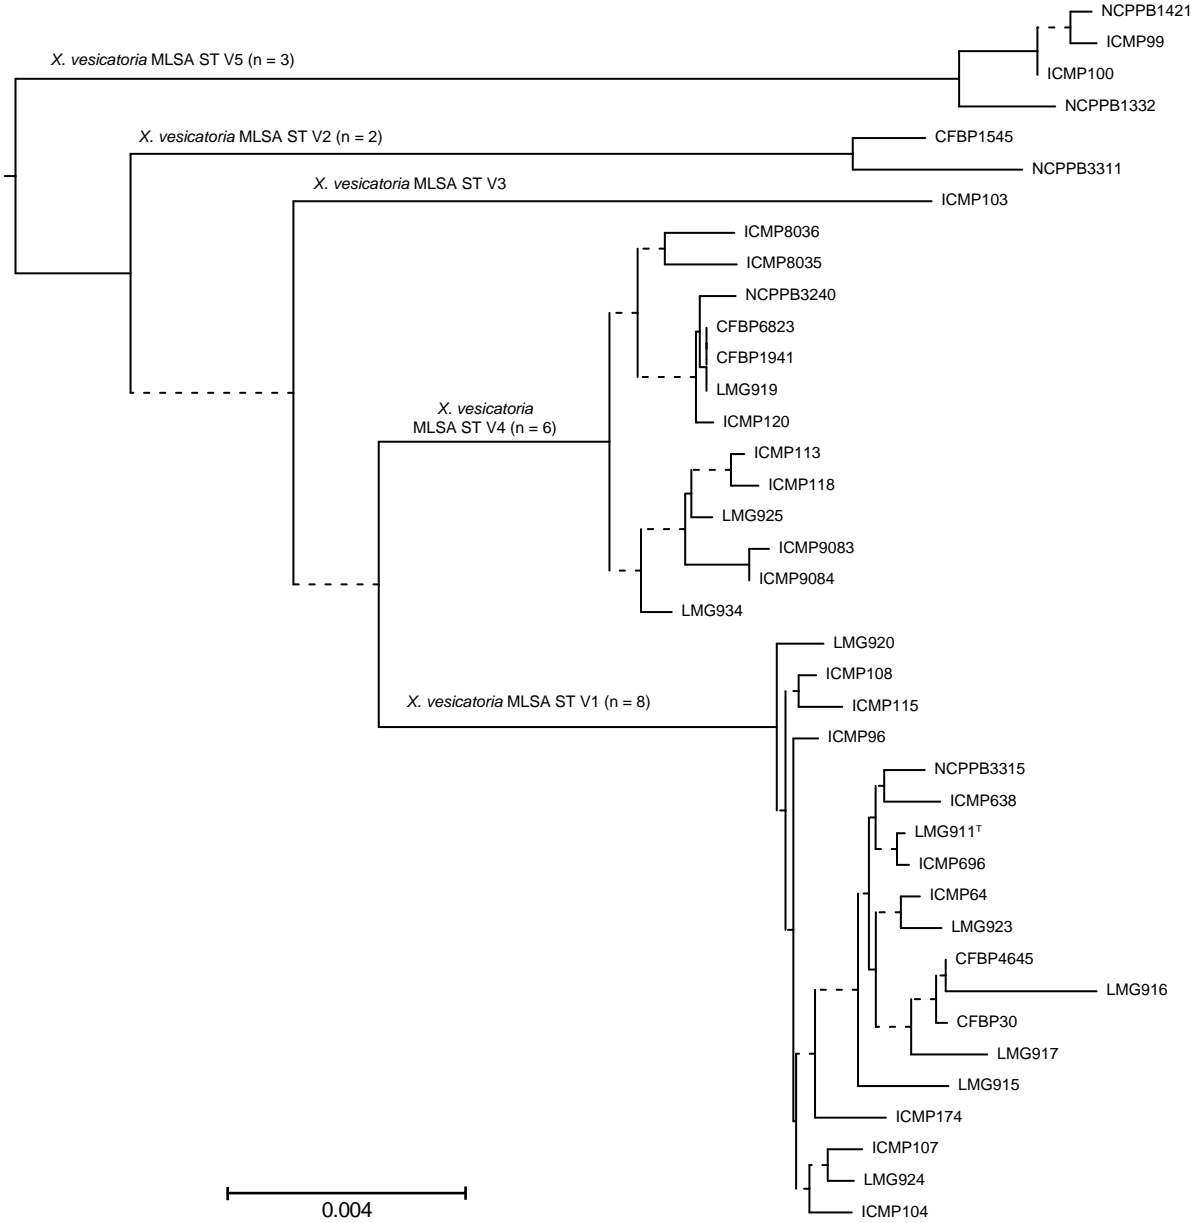 NCPPB1421
ICMP99
X. vesicatoria MLSA ST V5 (n = 3)
ICMP100
NCPPB1332
X. vesicatoria MLSA ST V2 (n = 2)
CFBP1545
NCPPB3311
X. vesicatoria MLSA ST V3
ICMP103
ICMP8036
ICMP8035
NCPPB3240
CFBP6823
CFBP1941
LMG919
X. vesicatoria
MLSA ST V4 (n = 6)
ICMP120
ICMP113
ICMP118
LMG925
ICMP9083
ICMP9084
LMG934
LMG920
ICMP108
X. vesicatoria MLSA ST V1 (n = 8)
ICMP115
ICMP96
NCPPB3315
ICMP638
LMG911ᵀ
ICMP696
ICMP64
LMG923
CFBP4645
LMG916
CFBP30
LMG917
LMG915
ICMP174
ICMP107
LMG924
ICMP104
0.004